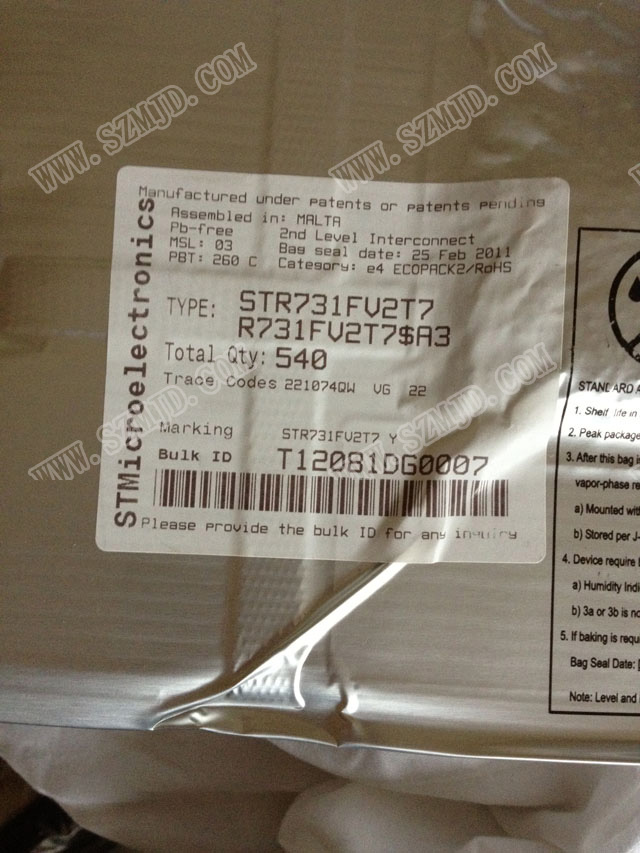 WWW.SZMJD.COM
WWW.SZMJD.COM
STMicroelectronics
Manufactured under patents or patents pending
Assembled in: MALTA
Pb-free 2nd Level Interconnect
MSL: 03 Bag seal date: 25 Feb 2011
PBT: 260 C Category: e4 ECOPACK2/RoHS
TYPE: STR731FV2T7
R731FV2T7$A3
Total Qty: 540
Trace Codes 221074QW VG 22
Marking STR731FV2T7 Y
Bulk ID T12081DG0007
Please provide the bulk ID for any inquiry
WWW.SZMJD.COM
WWW.SZMJD.COM
STANDARD
1. Shelf life in
2. Peak package
3. After this bag
vapor-phase
a) Mounted
b) Stored per
4. Device require
a) Humidity
b) 3a or 3b is
5. If baking is
Bag Seal Date:
Note: Level and